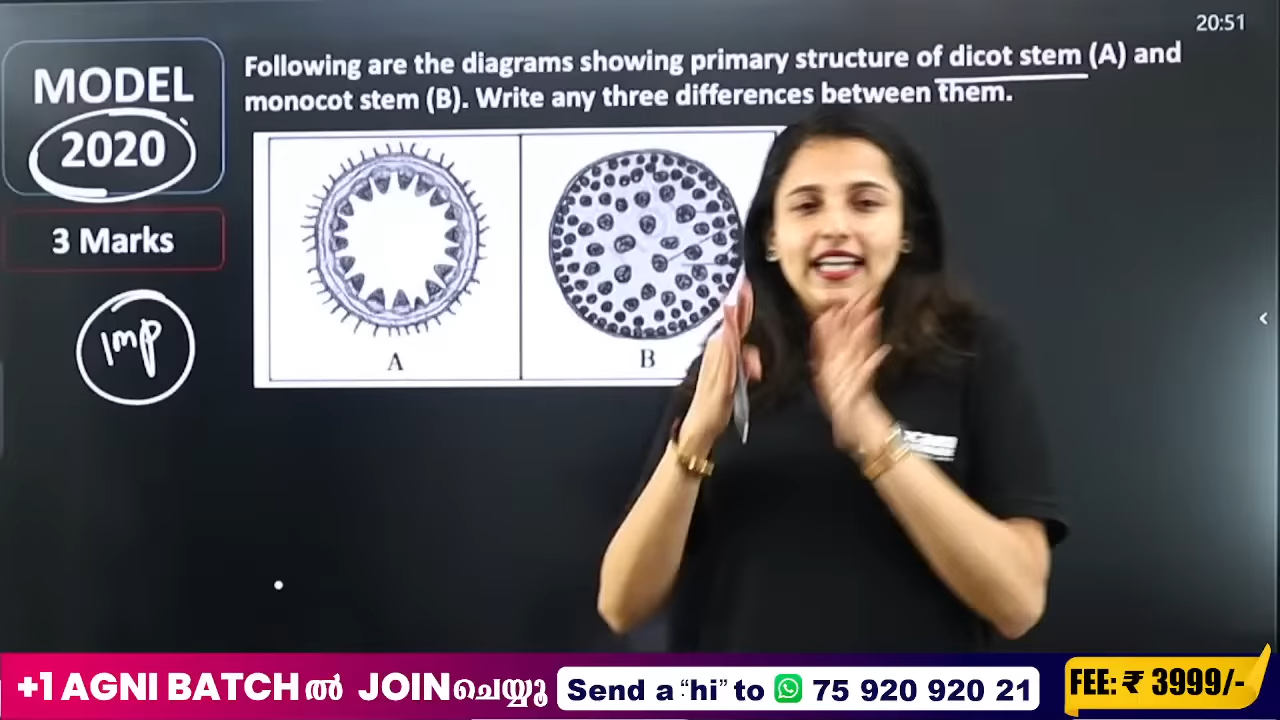 20:51
MODEL
2020
3 Marks
Imp
Following are the diagrams showing primary structure of dicot stem (A) and
monocot stem (B). Write any three differences between them.
A
B
+1 AGNI BATCHൽ JOINചെയ്യൂ
Send a “hi” to 75 920 920 21
FEE: ₹ 3999/-